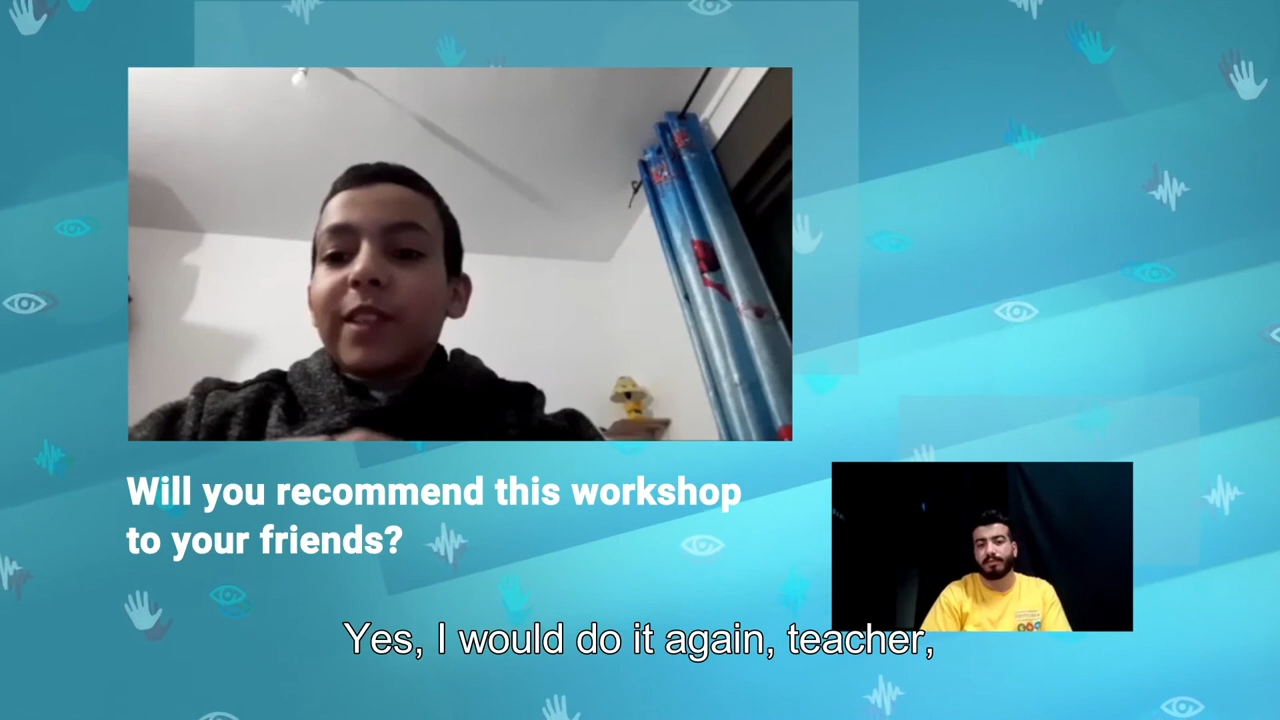 Will you recommend this workshop
to your friends?
Yes, I would do it again, teacher,